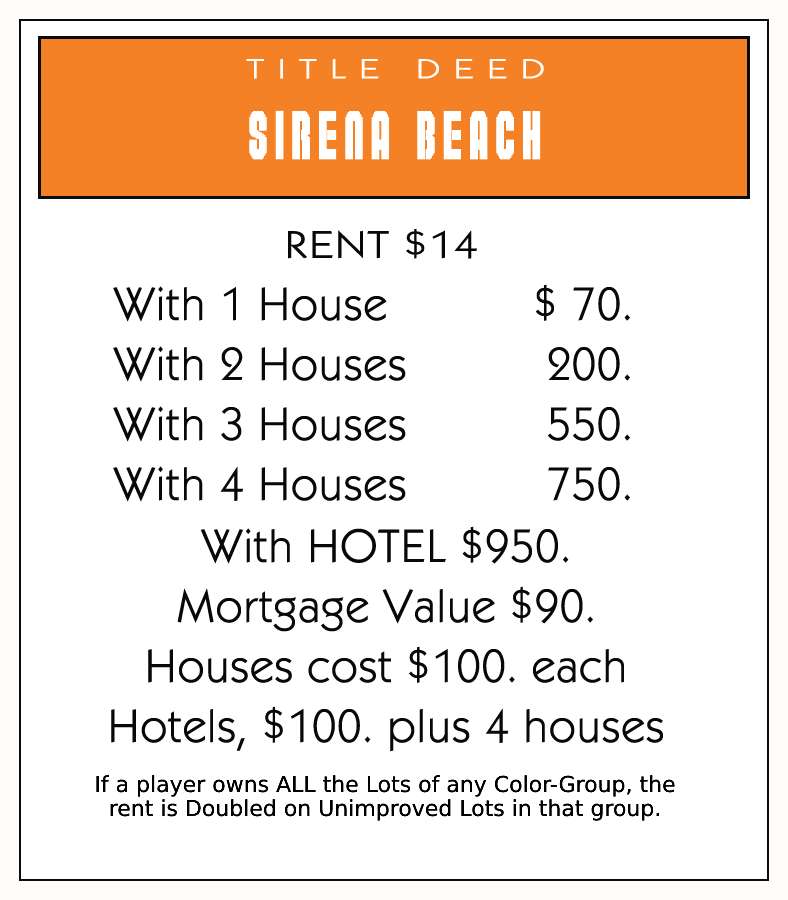 TITLE DEED
SIRENA BEACH
RENT $14
With 1 House $ 70.
With 2 Houses 200.
With 3 Houses 550.
With 4 Houses 750.
With HOTEL $950.
Mortgage Value $90.
Houses cost $100. each
Hotels, $100. plus 4 houses
If a player owns ALL the Lots of any Color-Group, the
rent is Doubled on Unimproved Lots in that group.